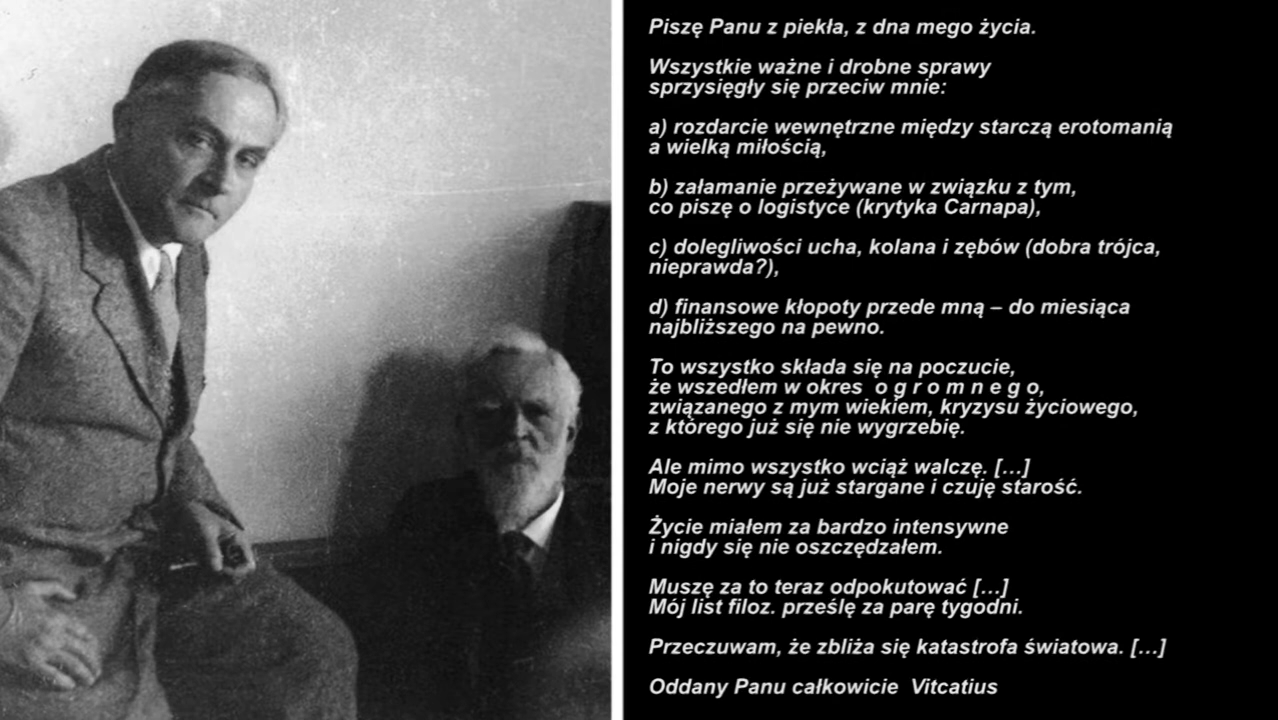 Piszę Panu z piekła, z dna mego życia.
Wszystkie ważne i drobne sprawy
sprzysięgły się przeciw mnie:
a) rozdarcie wewnętrzne między starczą erotomanią
a wielką miłością,
b) załamanie przeżywane w związku z tym,
co piszę o logistyce (krytyka Carnapa),
c) dolegliwości ucha, kolana i zębów (dobra trójca,
nieprawda?),
d) finansowe kłopoty przede mną – do miesiąca
najbliższego na pewno.
To wszystko składa się na poczucie,
że wszedłem w okres o g r o m n e g o,
związanego z mym wiekiem, kryzysu życiowego,
z którego już się nie wygrzebię.
Ale mimo wszystko wciąż walczę. [...]
Moje nerwy są już stargane i czuję starość.
Życie miałem za bardzo intensywne
i nigdy się nie oszczędzałem.
Muszę za to teraz odpokutować [...]
Mój list filoz. prześlę za parę tygodni.
Przeczuwam, że zbliża się katastrofa światowa. [...]
Oddany Panu całkowicie Vitcatius